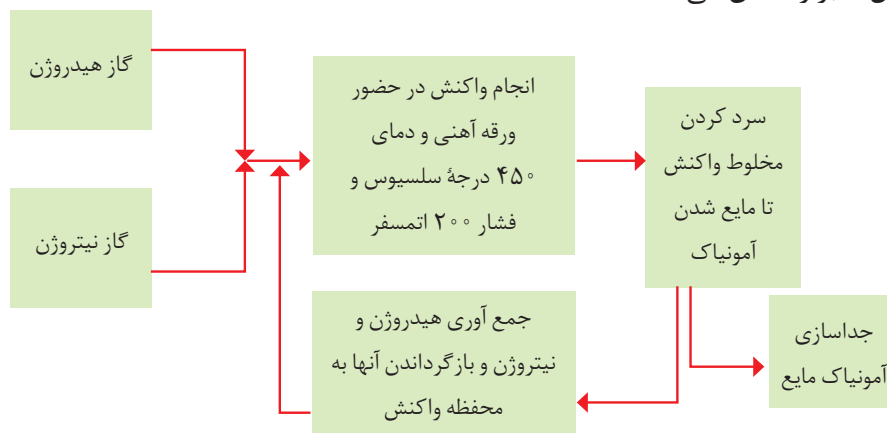 گاز هیدروژن
گاز نیتروژن
انجام واکنش در حضور
ورقه آهنی و دمای
۴۵۰ درجهٔ سلسیوس و
فشار ۲۰۰ اتمسفر
سرد کردن
مخلوط واکنش
تا مایع شدن
آمونیاک
جمع آوری هیدروژن و
نیتروژن و بازگرداندن آنها به
محفظه واکنش
جداسازی
آمونیاک مایع